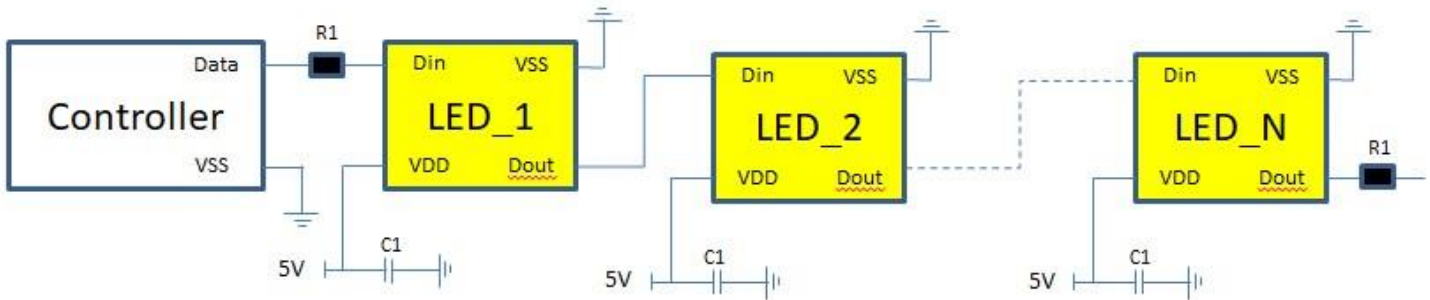 R1
Data
Controller
VSS
Din
VSS
LED_1
VDD
Dout
5V
C1
Din
VSS
LED_2
VDD
Dout
5V
C1
Din
VSS
LED_N
VDD
Dout
R1
5V
C1